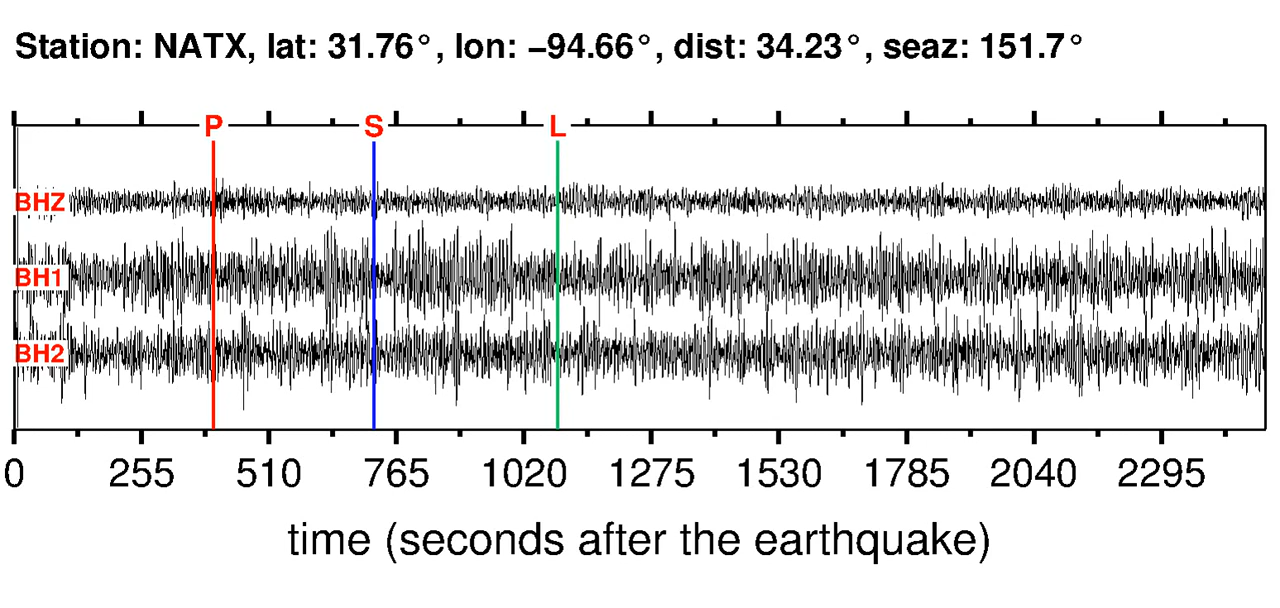 Station: NATX, lat: 31.76°, lon: −94.66°, dist: 34.23°, seaz: 151.7°
P S L
BHZ
BH1
BH2
0 255 510 765 1020 1275 1530 1785 2040 2295
time (seconds after the earthquake)